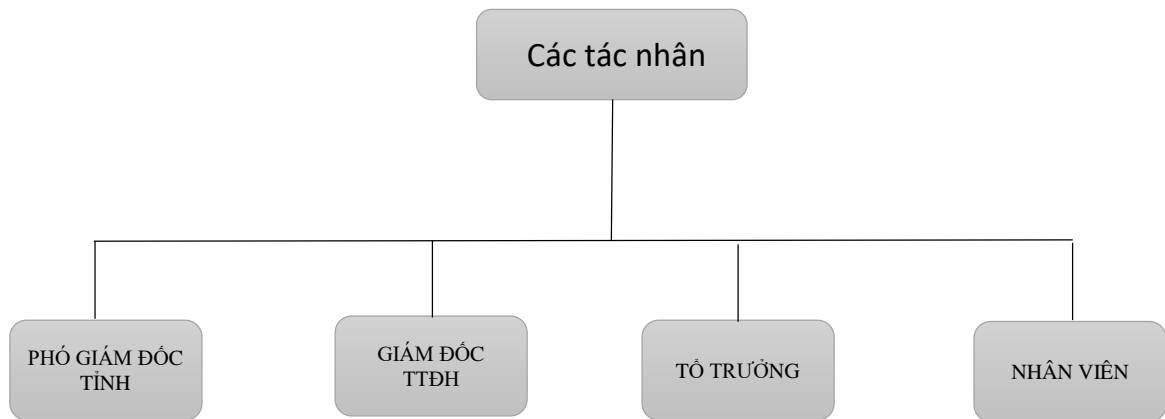 Các tác nhân
PHÓ GIÁM ĐỐC
TỈNH
GIÁM ĐỐC
TTĐH
TỔ TRƯỞNG
NHÂN VIÊN